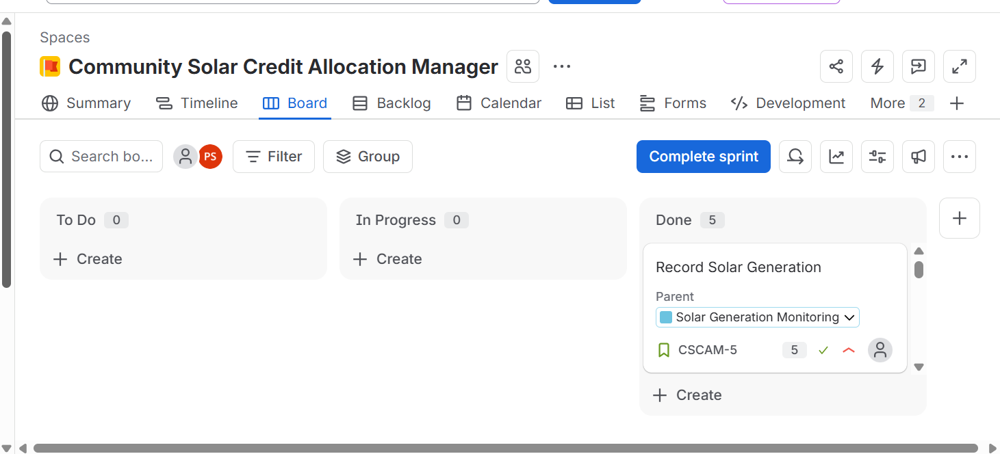 Spaces
Community Solar Credit Allocation Manager
Summary Timeline Board Backlog Calendar List Forms Development More 2
Search bo... PS Filter Group Complete sprint
To Do 0
Create
In Progress 0
Create
Done 5
Record Solar Generation
Parent
Solar Generation Monitoring
CSCAM-5 5
Create